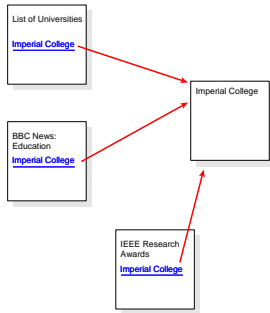 List of Universities
Imperial College
Imperial College
BBC News:
Education
Imperial College
IEEE Research
Awards
Imperial College